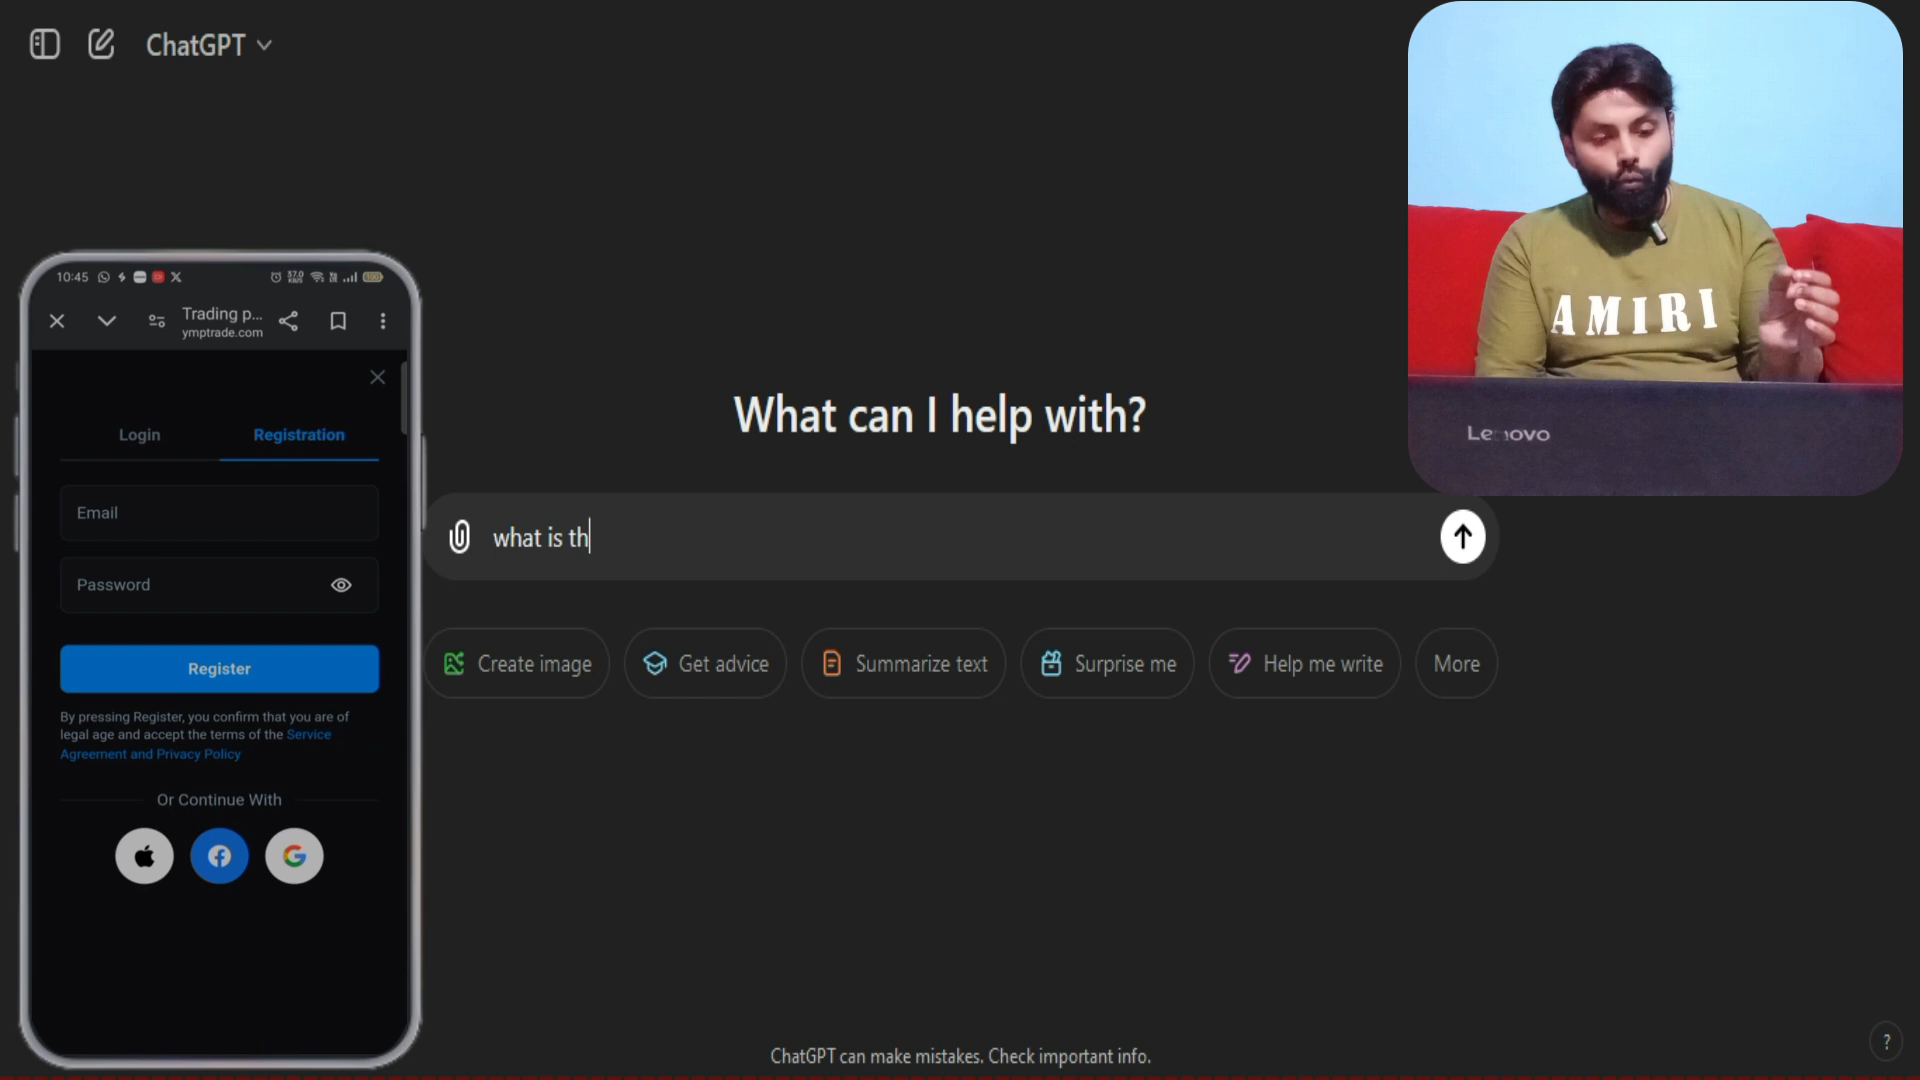 ChatGPT
10:45
Trading p...
ymptrade.com
Login
Registration
Email
Password
Register
By pressing Register, you confirm that you are of
legal age and accept the terms of the Service
Agreement and Privacy Policy
Or Continue With
What can I help with?
what is th
Create image
Get advice
Summarize text
Surprise me
Help me write
More
ChatGPT can make mistakes. Check important info.
?
AMIRI
Lenovo